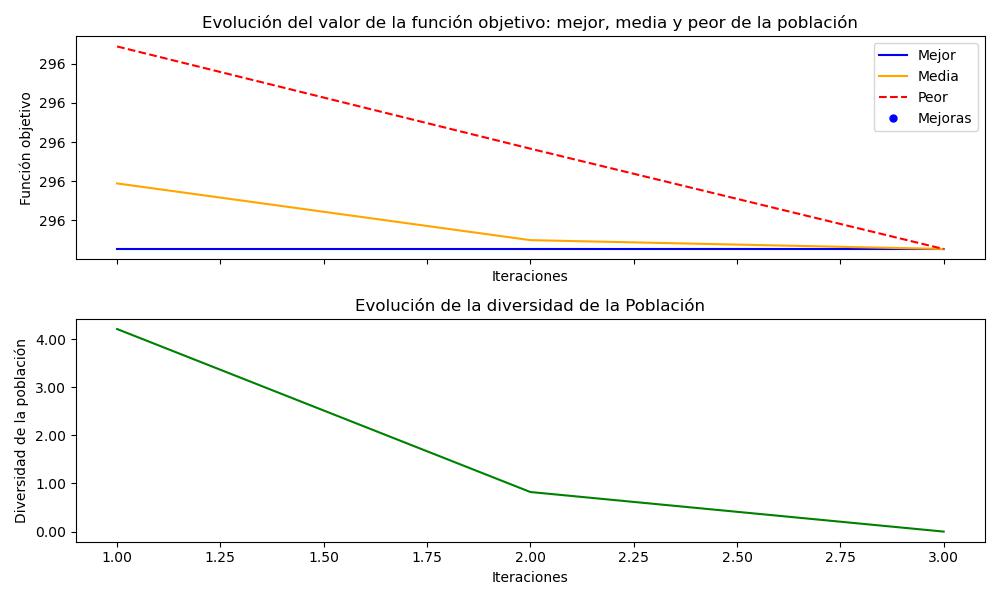 Evolución del valor de la función objetivo: mejor, media y peor de la población
Función objetivo
296
296
296
296
296
Mejor
Media
Peor
Mejoras
Iteraciones
Evolución de la diversidad de la Población
Diversidad de la población
4.00
3.00
2.00
1.00
0.00
1.00 1.25 1.50 1.75 2.00 2.25 2.50 2.75 3.00
Iteraciones